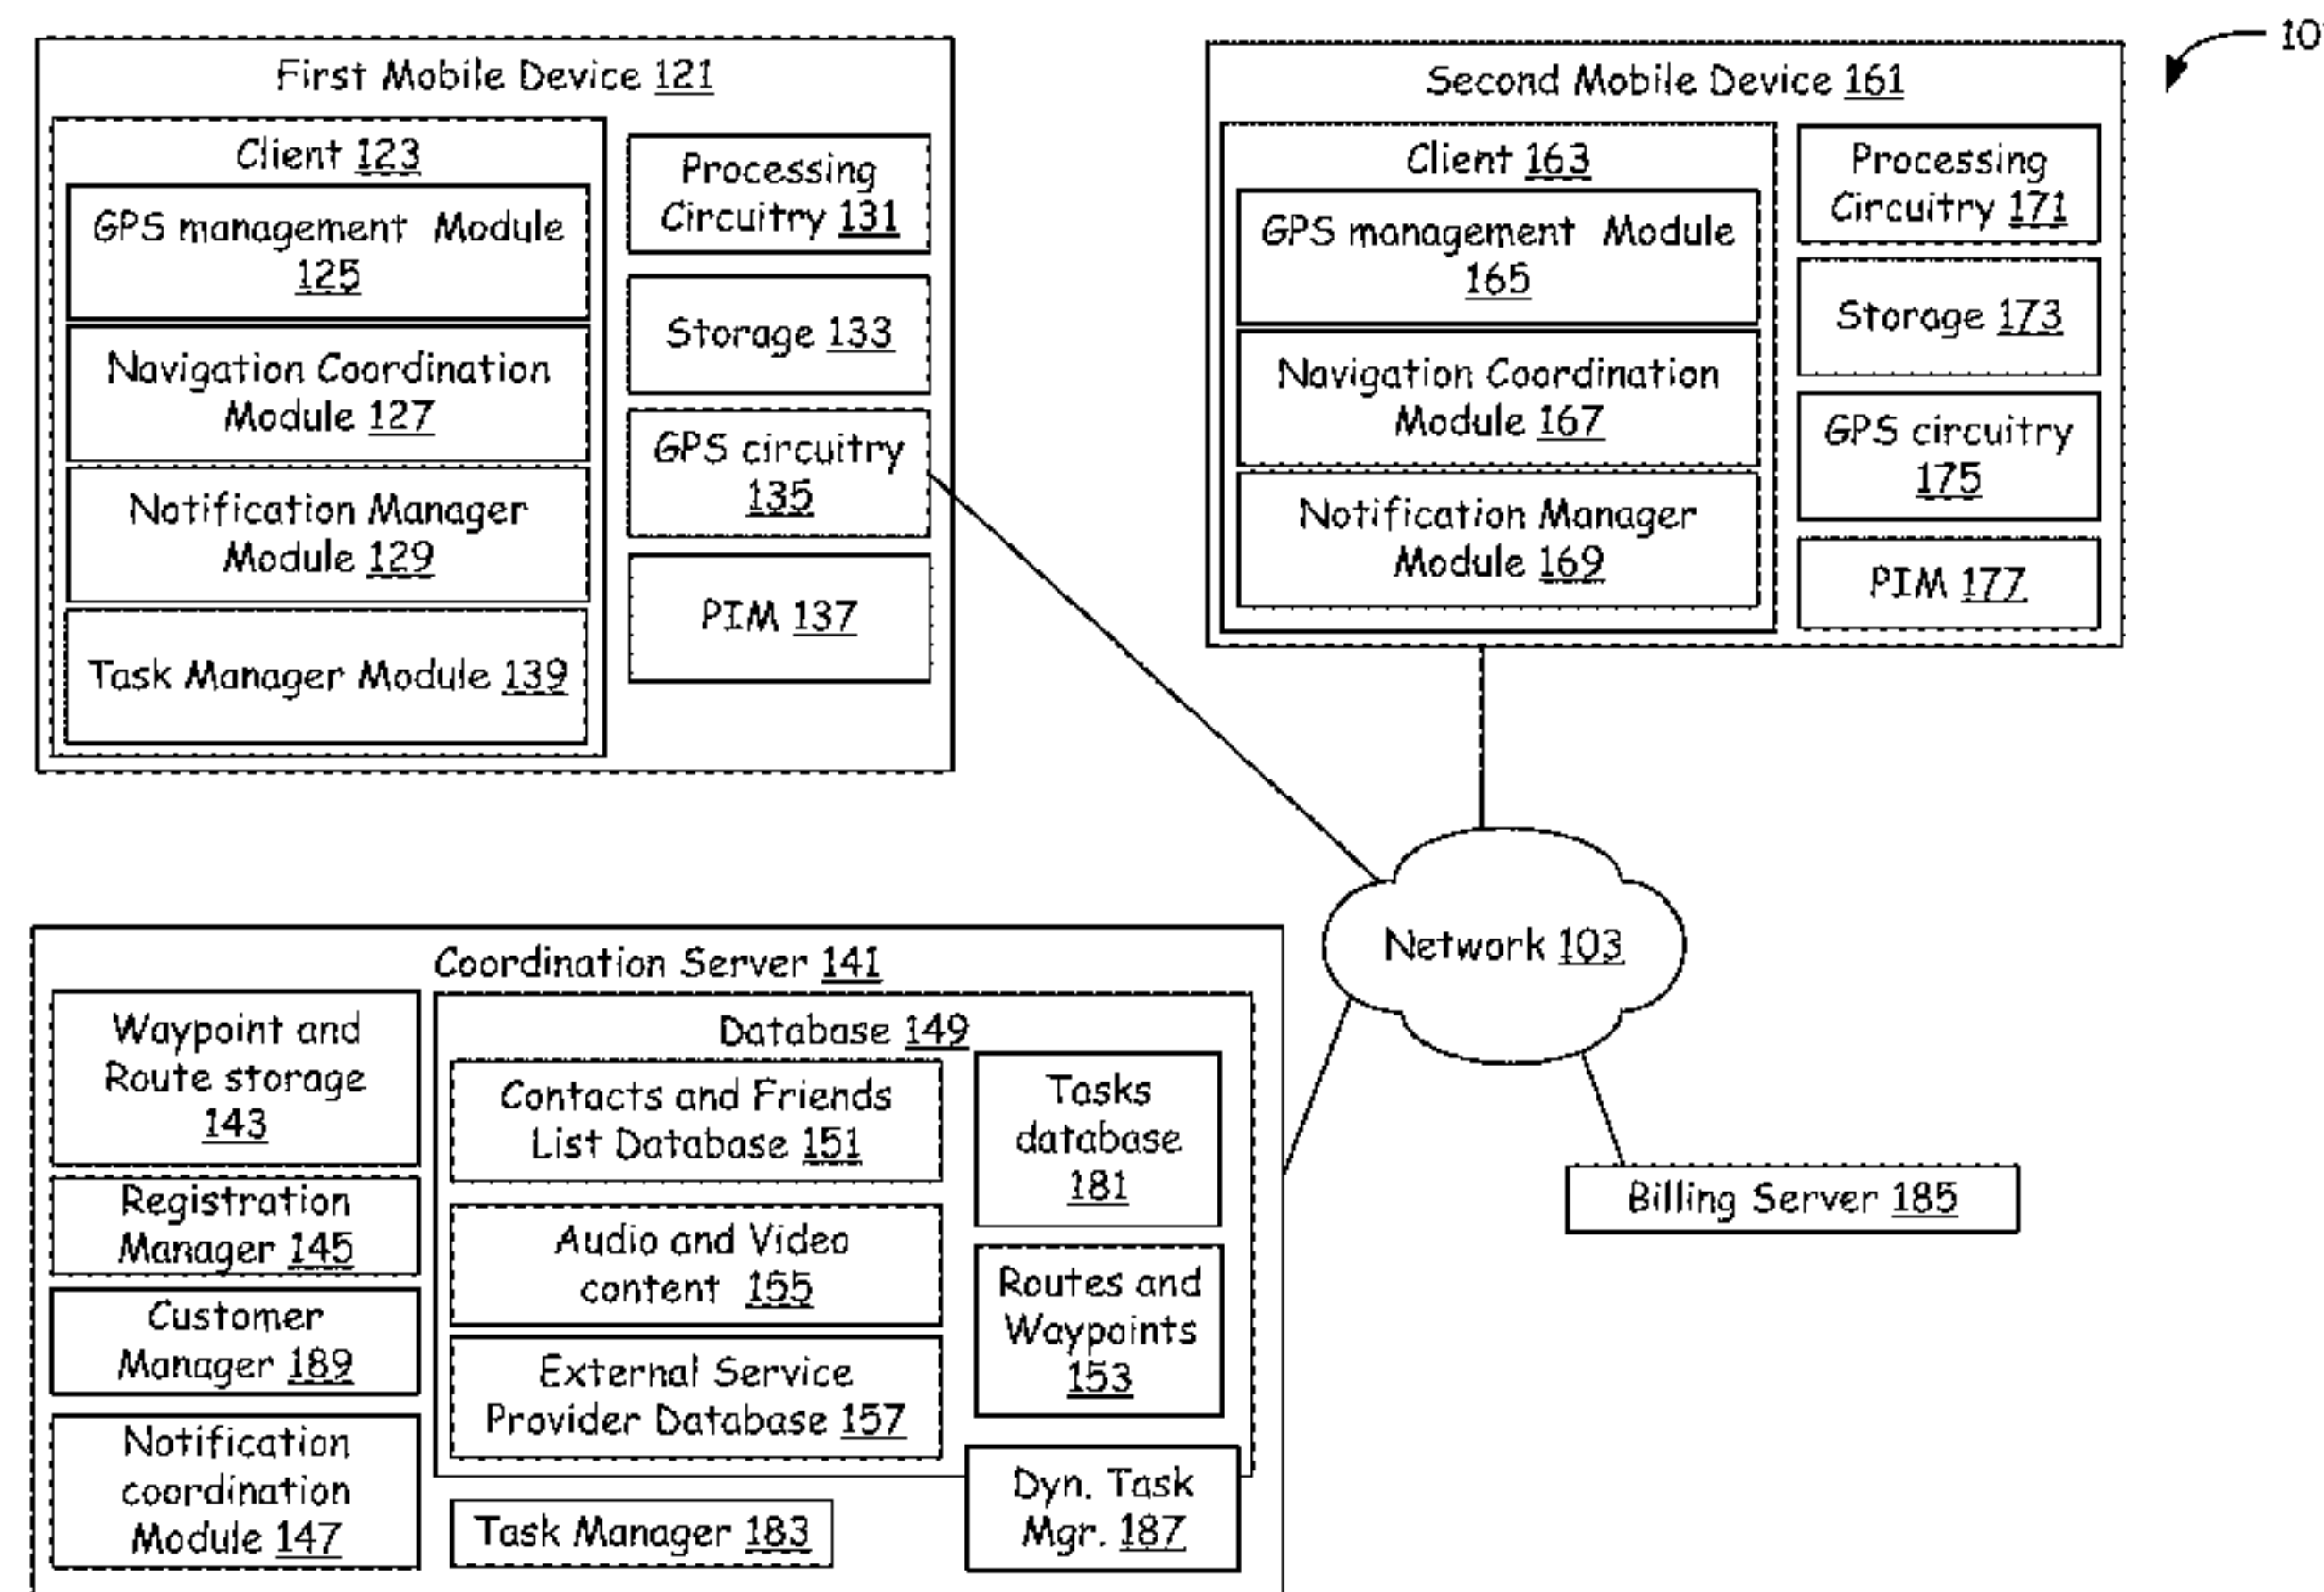 10
First Mobile Device 121
Client 123
GPS management Module
125
Navigation Coordination
Module 127
Notification Manager
Module 129
Task Manager Module 139
Processing
Circuitry 131
Storage 133
GPS circuitry
135
PIM 137
Second Mobile Device 161
Client 163
GPS management Module
165
Navigation Coordination
Module 167
Notification Manager
Module 169
Processing
Circuitry 171
Storage 173
GPS circuitry
175
PIM 177
Network 103
Coordination Server 141
Waypoint and
Route storage
143
Registration
Manager 145
Customer
Manager 189
Notification
coordination
Module 147
Database 149
Contacts and Friends
List Database 151
Audio and Video
content 155
External Service
Provider Database 157
Tasks
database
181
Routes and
Waypoints
153
Task Manager 183
Dyn. Task
Mgr. 187
Billing Server 185